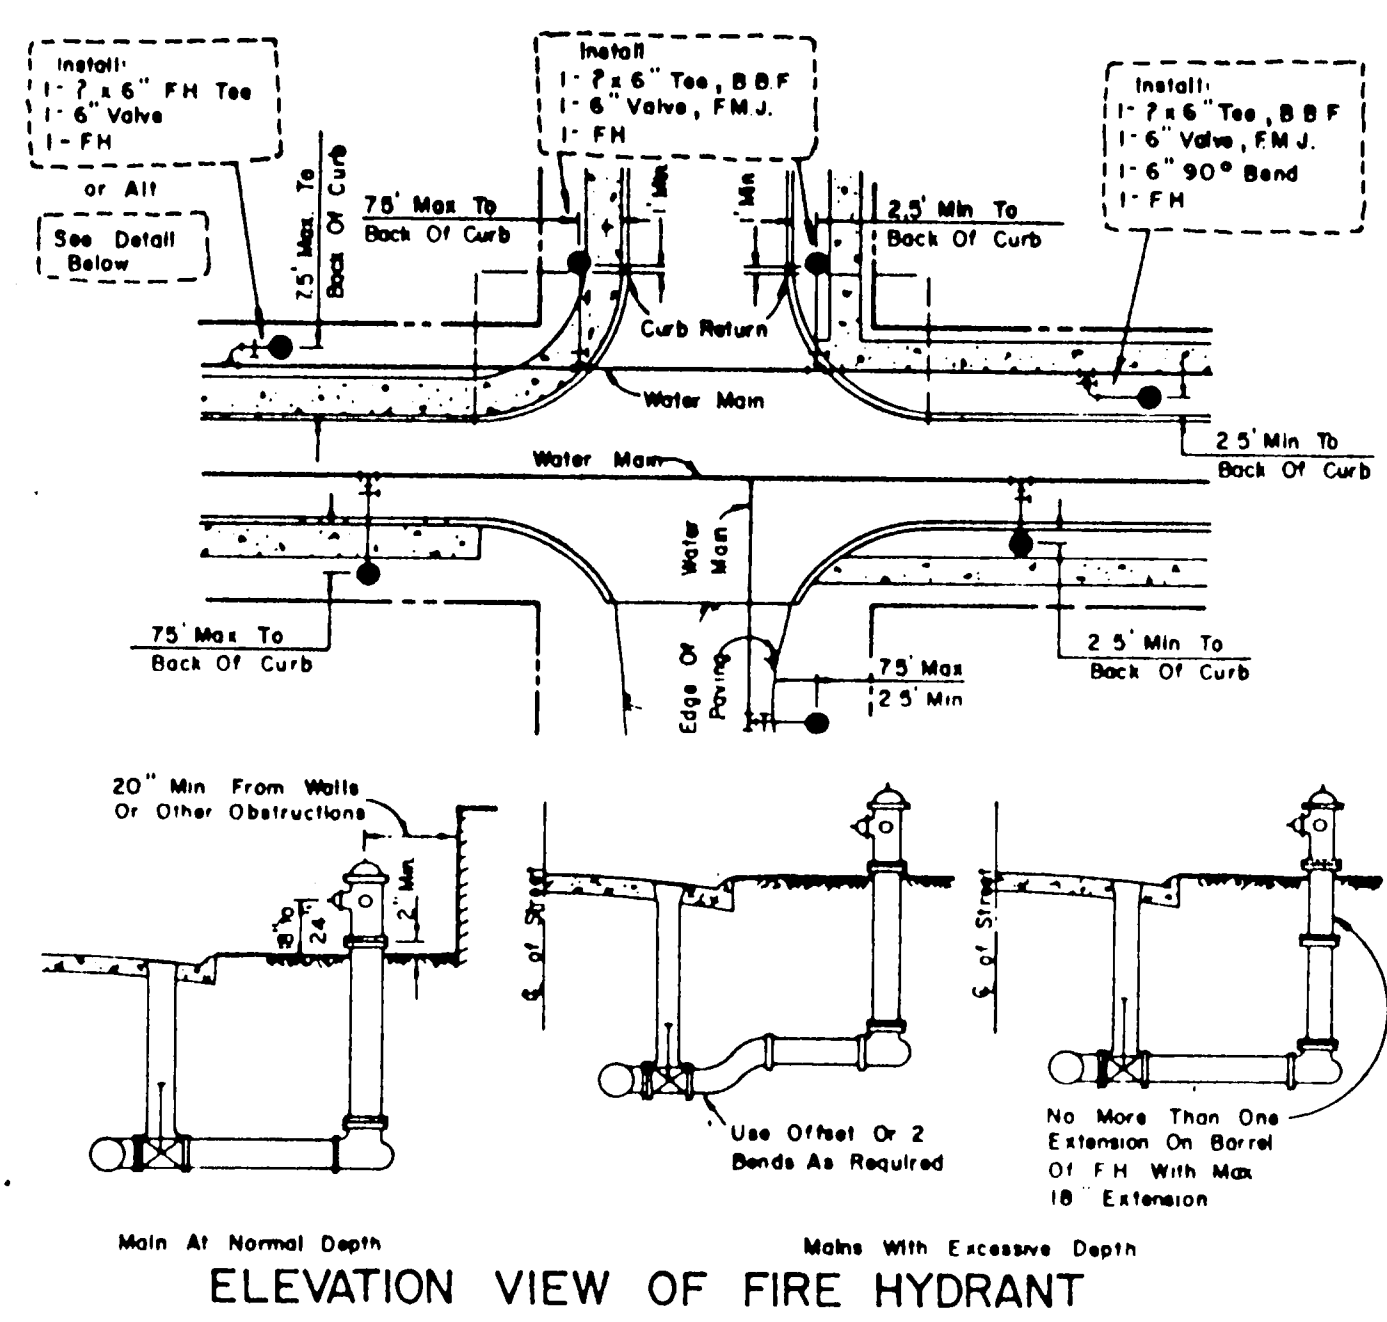 Install:
1- ? x 6" F.H. Tee
1- 6" Valve
1- FH
or Alt
See Detail
Below
7.5' Max. To
Back Of Curb
Install
1- ? x 6" Tee, B.B.F
1- 6" Valve, F.M.J.
1- FH
7.5' Max To
Back Of Curb
1' Min
1' Min
2.5' Min To
Back Of Curb
Install:
1- ? x 6" Tee, B B F
1- 6" Valve, F.M.J.
1- 6" 90° Bend
1- FH
Curb Return
Water Main
Water Main
2 5' Min To
Back Of Curb
Water
Main
75' Max To
Back Of Curb
Edge Of
Paving
75' Max
2 5' Min
2 5' Min To
Back Of Curb
20" Min From Walls
Or Other Obstructions
18" to
24"
2" Min
℄ of Street
℄ of Street
Use Offset Or 2
Bends As Required
No More Than One
Extension On Barrel
Of F H With Max
18" Extension
Main At Normal Depth
Mains With Excessive Depth
ELEVATION VIEW OF FIRE HYDRANT